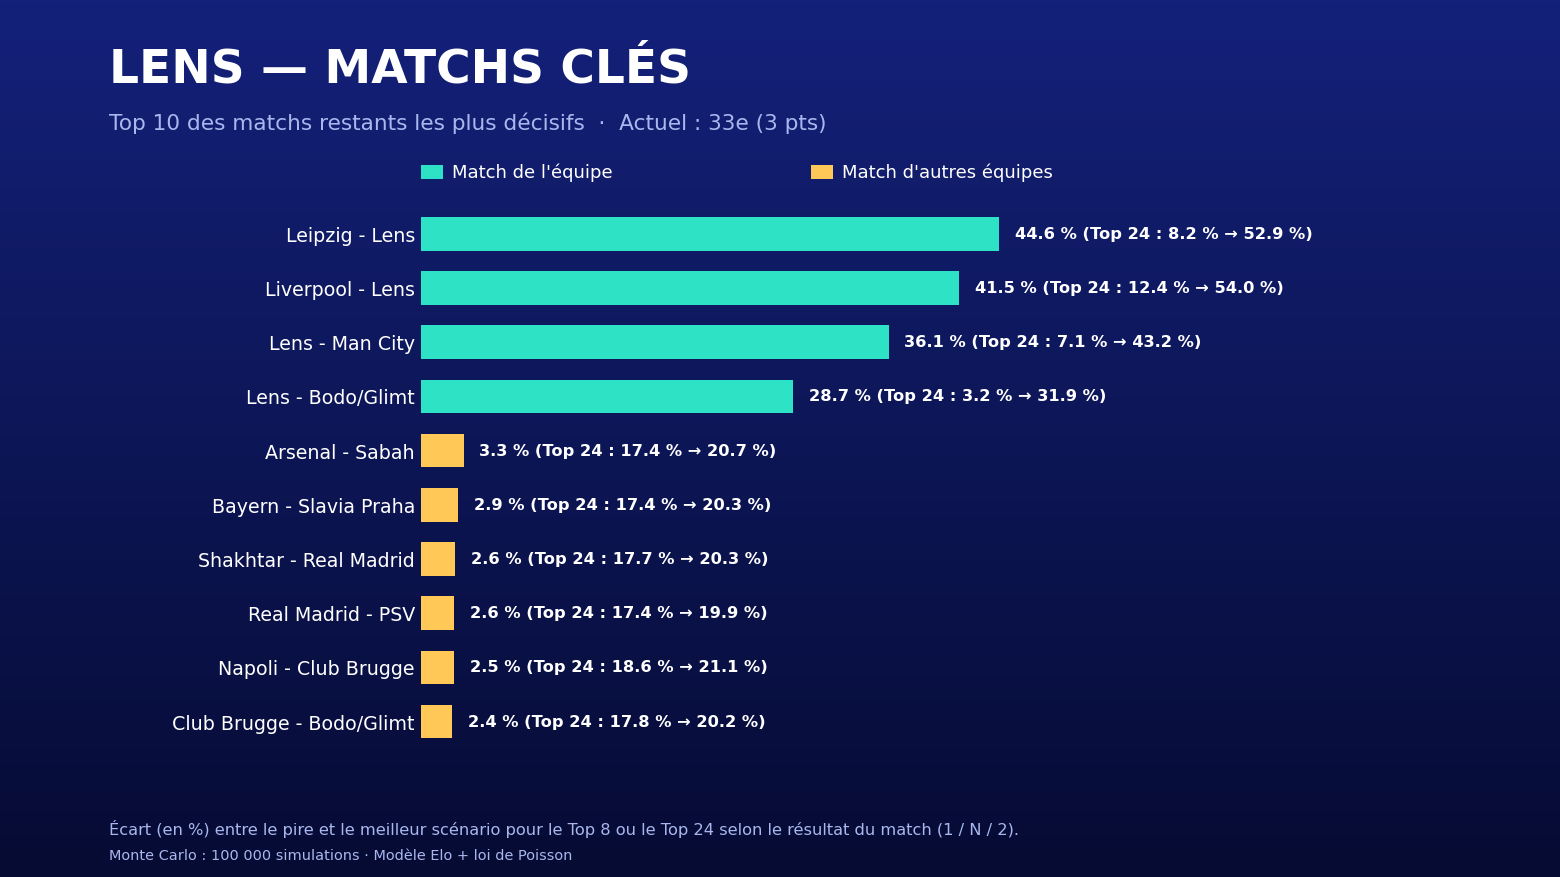 LENS — MATCHS CLÉS
Top 10 des matchs restants les plus décisifs · Actuel : 33e (3 pts)
Match de l'équipe
Match d'autres équipes
Leipzig - Lens 44.6 % (Top 24 : 8.2 % → 52.9 %)
Liverpool - Lens 41.5 % (Top 24 : 12.4 % → 54.0 %)
Lens - Man City 36.1 % (Top 24 : 7.1 % → 43.2 %)
Lens - Bodo/Glimt 28.7 % (Top 24 : 3.2 % → 31.9 %)
Arsenal - Sabah 3.3 % (Top 24 : 17.4 % → 20.7 %)
Bayern - Slavia Praha 2.9 % (Top 24 : 17.4 % → 20.3 %)
Shakhtar - Real Madrid 2.6 % (Top 24 : 17.7 % → 20.3 %)
Real Madrid - PSV 2.6 % (Top 24 : 17.4 % → 19.9 %)
Napoli - Club Brugge 2.5 % (Top 24 : 18.6 % → 21.1 %)
Club Brugge - Bodo/Glimt 2.4 % (Top 24 : 17.8 % → 20.2 %)
Écart (en %) entre le pire et le meilleur scénario pour le Top 8 ou le Top 24 selon le résultat du match (1 / N / 2).
Monte Carlo : 100 000 simulations · Modèle Elo + loi de Poisson